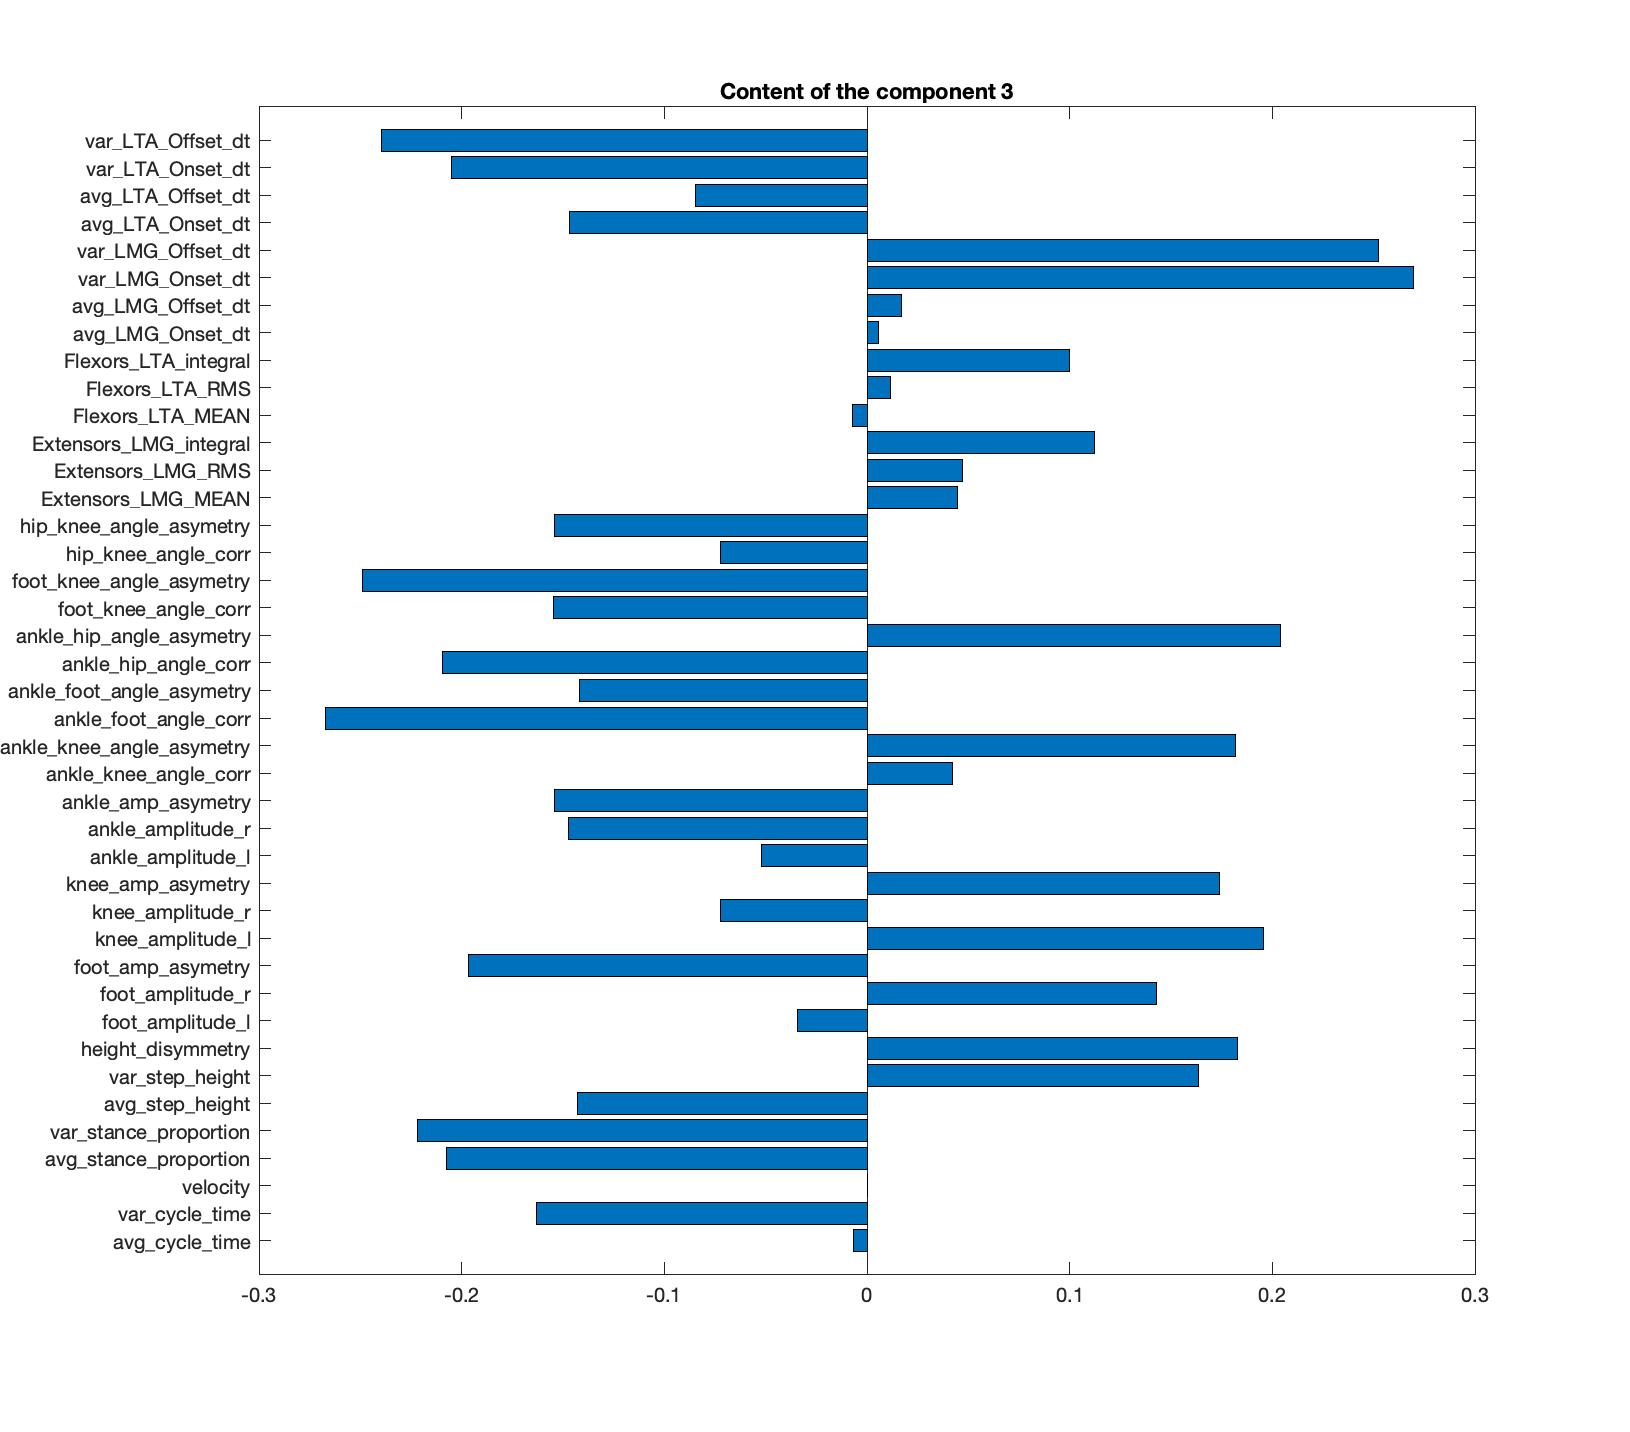 Content of the component 3
var_LTA_Offset_dt
var_LTA_Onset_dt
avg_LTA_Offset_dt
avg_LTA_Onset_dt
var_LMG_Offset_dt
var_LMG_Onset_dt
avg_LMG_Offset_dt
avg_LMG_Onset_dt
Flexors_LTA_integral
Flexors_LTA_RMS
Flexors_LTA_MEAN
Extensors_LMG_integral
Extensors_LMG_RMS
Extensors_LMG_MEAN
hip_knee_angle_asymetry
hip_knee_angle_corr
foot_knee_angle_asymetry
foot_knee_angle_corr
ankle_hip_angle_asymetry
ankle_hip_angle_corr
ankle_foot_angle_asymetry
ankle_foot_angle_corr
ankle_knee_angle_asymetry
ankle_knee_angle_corr
ankle_amp_asymetry
ankle_amplitude_r
ankle_amplitude_l
knee_amp_asymetry
knee_amplitude_r
knee_amplitude_l
foot_amp_asymetry
foot_amplitude_r
foot_amplitude_l
height_disymmetry
var_step_height
avg_step_height
var_stance_proportion
avg_stance_proportion
velocity
var_cycle_time
avg_cycle_time
-0.3 -0.2 -0.1 0 0.1 0.2 0.3